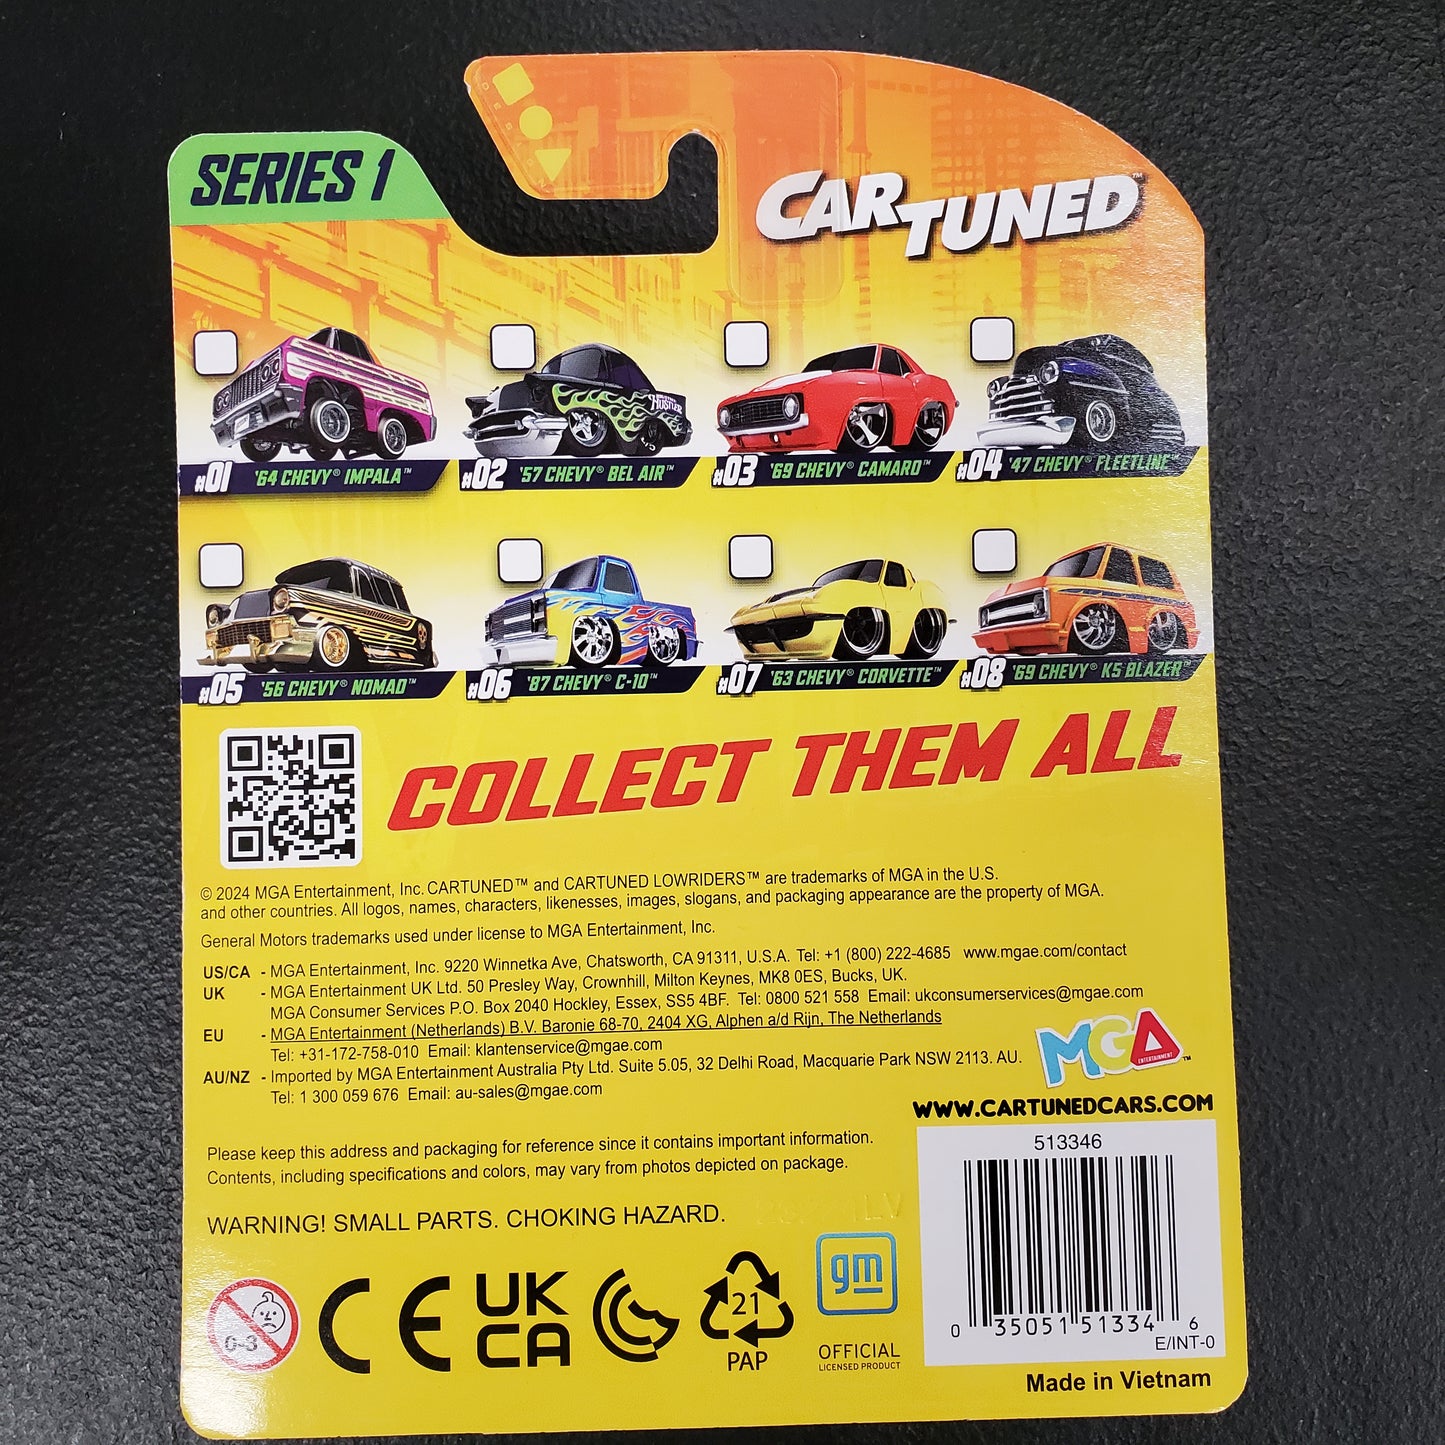 SERIES 1
CARTUNED™
#01 '64 CHEVY® IMPALA™
#02 '57 CHEVY® BEL AIR™
#03 '69 CHEVY® CAMARO™
#04 '47 CHEVY® FLEETLINE™
HUSTLER
#05 '56 CHEVY® NOMAD™
#06 '87 CHEVY® C-10™
#07 '63 CHEVY® CORVETTE™
#08 '69 CHEVY® K5 BLAZER™
COLLECT THEM ALL
© 2024 MGA Entertainment, Inc. CARTUNED™ and CARTUNED LOWRIDERS™ are trademarks of MGA in the U.S.
and other countries. All logos, names, characters, likenesses, images, slogans, and packaging appearance are the property of MGA.
General Motors trademarks used under license to MGA Entertainment, Inc.
US/CA - MGA Entertainment, Inc. 9220 Winnetka Ave, Chatsworth, CA 91311, U.S.A. Tel: +1 (800) 222-4685 www.mgae.com/contact
UK - MGA Entertainment UK Ltd. 50 Presley Way, Crownhill, Milton Keynes, MK8 0ES, Bucks, UK.
MGA Consumer Services P.O. Box 2040 Hockley, Essex, SS5 4BF. Tel: 0800 521 558 Email: ukconsumerservices@mgae.com
EU - MGA Entertainment (Netherlands) B.V. Baronie 68-70, 2404 XG, Alphen a/d Rijn, The Netherlands
Tel: +31-172-758-010 Email: klantenservice@mgae.com
AU/NZ - Imported by MGA Entertainment Australia Pty Ltd. Suite 5.05, 32 Delhi Road, Macquarie Park NSW 2113. AU.
Tel: 1 300 059 676 Email: au-sales@mgae.com
MGA ENTERTAINMENT™
WWW.CARTUNEDCARS.COM
Please keep this address and packaging for reference since it contains important information.
Contents, including specifications and colors, may vary from photos depicted on package.
WARNING! SMALL PARTS. CHOKING HAZARD.
513346
0 35051 51334 6
E/INT-0
0-3
CE
UK
CA
21
PAP
gm
OFFICIAL
LICENSED PRODUCT
Made in Vietnam